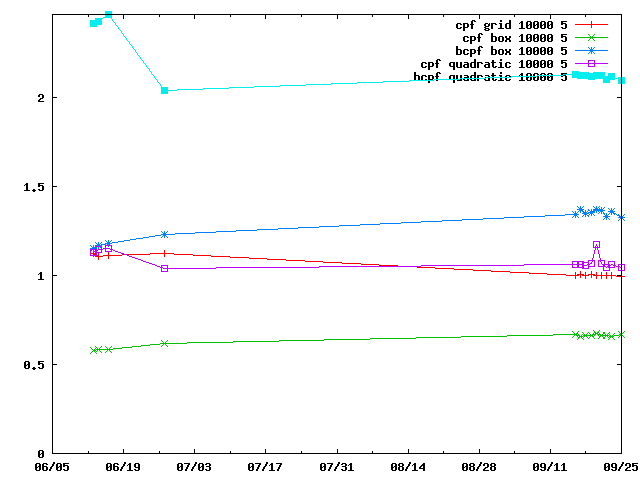 cpf grid 10000 5
cpf box 10000 5
bcpf box 10000 5
cpf quadratic 10000 5
bcpf quadratic 10000 5
2
1.5
1
0.5
0
06/05 06/19 07/03 07/17 07/31 08/14 08/28 09/11 09/25